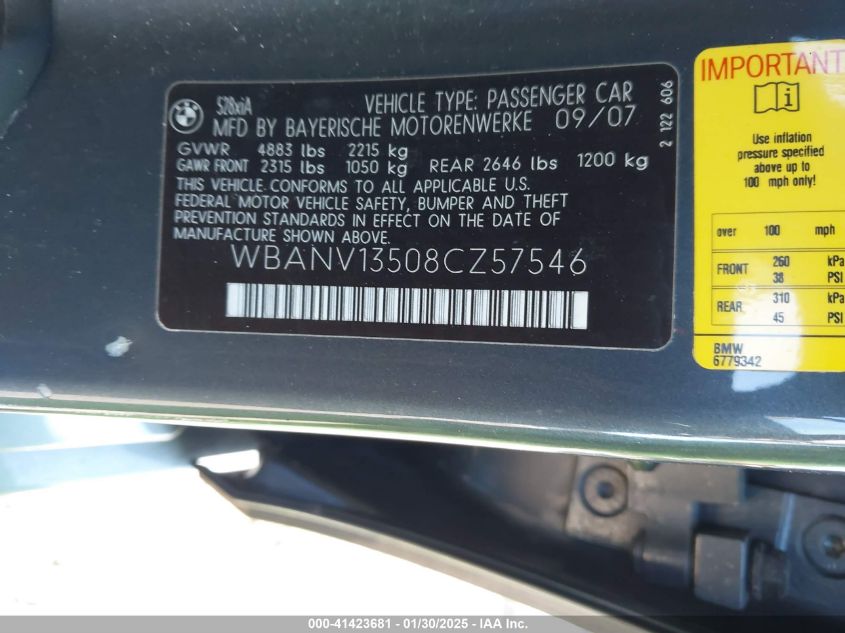 528xiA VEHICLE TYPE: PASSENGER CAR
MFD BY BAYERISCHE MOTORENWERKE 09/07
GVWR 4883 lbs 2215 kg
GAWR FRONT 2315 lbs 1050 kg REAR 2646 lbs 1200 kg
THIS VEHICLE CONFORMS TO ALL APPLICABLE U.S.
FEDERAL MOTOR VEHICLE SAFETY, BUMPER AND THEFT
PREVENTION STANDARDS IN EFFECT ON THE DATE OF
MANUFACTURE SHOWN ABOVE.
WBANV13508CZ57546
2 122 606
IMPORTANT
i
Use inflation
pressure specified
above up to
100 mph only!
over 100 mph
FRONT 260 kPa
38 PSI
REAR 310 kPa
45 PSI
BMW
6779342
000-41423681 - 01/30/2025 - IAA Inc.